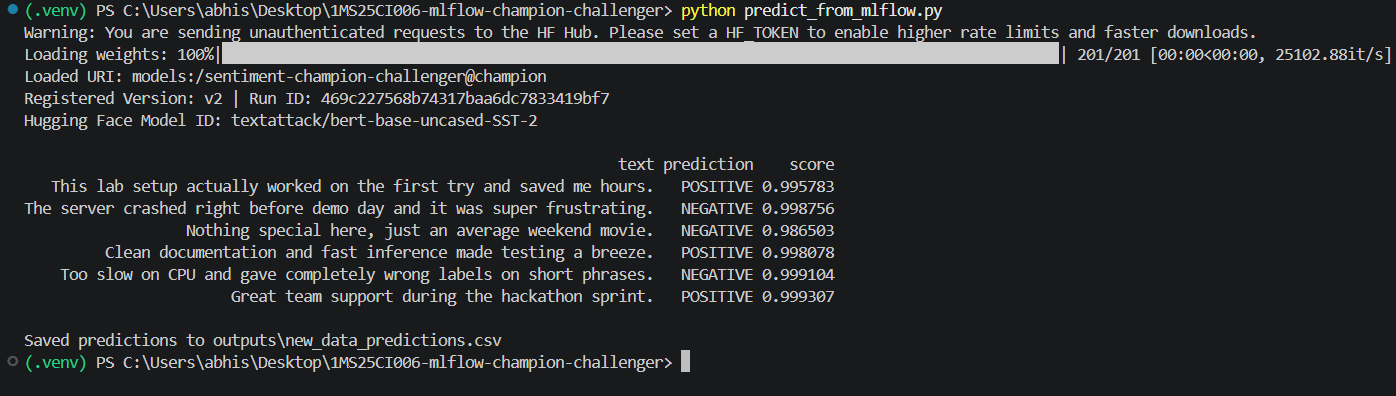 (.venv) PS C:\Users\abhis\Desktop\1MS25CI006-mlflow-champion-challenger> python predict_from_mlflow.py
Warning: You are sending unauthenticated requests to the HF Hub. Please set a HF_TOKEN to enable higher rate limits and faster downloads.
Loading weights: 100%| | 201/201 [00:00<00:00, 25102.88it/s]
Loaded URI: models:/sentiment-champion-challenger@champion
Registered Version: v2 | Run ID: 469c227568b74317baa6dc7833419bf7
Hugging Face Model ID: textattack/bert-base-uncased-SST-2
text prediction score
This lab setup actually worked on the first try and saved me hours. POSITIVE 0.995783
The server crashed right before demo day and it was super frustrating. NEGATIVE 0.998756
Nothing special here, just an average weekend movie. NEGATIVE 0.986503
Clean documentation and fast inference made testing a breeze. POSITIVE 0.998078
Too slow on CPU and gave completely wrong labels on short phrases. NEGATIVE 0.999104
Great team support during the hackathon sprint. POSITIVE 0.999307
Saved predictions to outputs\new_data_predictions.csv
(.venv) PS C:\Users\abhis\Desktop\1MS25CI006-mlflow-champion-challenger>